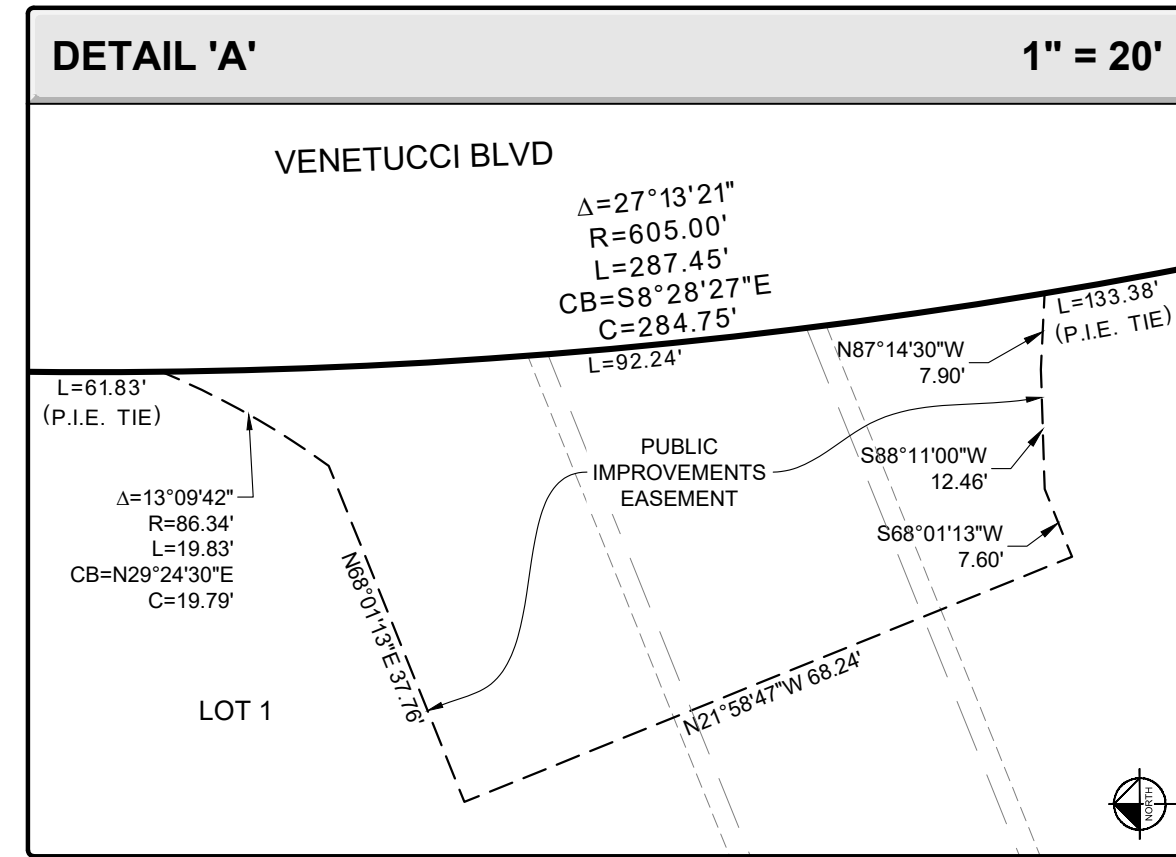 DETAIL 'A'
1" = 20'
VENETUCCI BLVD
Δ=27°13'21"
R=605.00'
L=287.45'
CB=S8°28'27"E
C=284.75'
L=92.24'
L=133.38'
(P.I.E. TIE)
N87°14'30"W
7.90'
L=61.83'
(P.I.E. TIE)
PUBLIC
IMPROVEMENTS
EASEMENT
S88°11'00"W
12.46'
Δ=13°09'42"
R=86.34'
L=19.83'
CB=N29°24'30"E
C=19.79'
S68°01'13"W
7.60'
N68°01'13"E 37.76'
N21°58'47"W 68.24'
LOT 1
NORTH